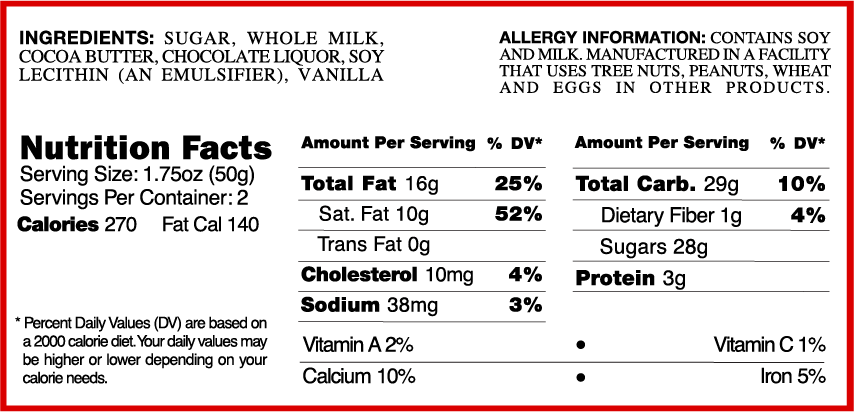 INGREDIENTS: SUGAR, WHOLE MILK,
COCOA BUTTER, CHOCOLATE LIQUOR, SOY
LECITHIN (AN EMULSIFIER), VANILLA
ALLERGY INFORMATION: CONTAINS SOY
AND MILK. MANUFACTURED IN A FACILITY
THAT USES TREE NUTS, PEANUTS, WHEAT
AND EGGS IN OTHER PRODUCTS.
Nutrition Facts
Serving Size: 1.75oz (50g)
Servings Per Container: 2
Calories 270 Fat Cal 140
* Percent Daily Values (DV) are based on
a 2000 calorie diet. Your daily values may
be higher or lower depending on your
calorie needs.
Amount Per Serving % DV*
Total Fat 16g 25%
Sat. Fat 10g 52%
Trans Fat 0g
Cholesterol 10mg 4%
Sodium 38mg 3%
Amount Per Serving % DV*
Total Carb. 29g 10%
Dietary Fiber 1g 4%
Sugars 28g
Protein 3g
Vitamin A 2% • Vitamin C 1%
Calcium 10% • Iron 5%